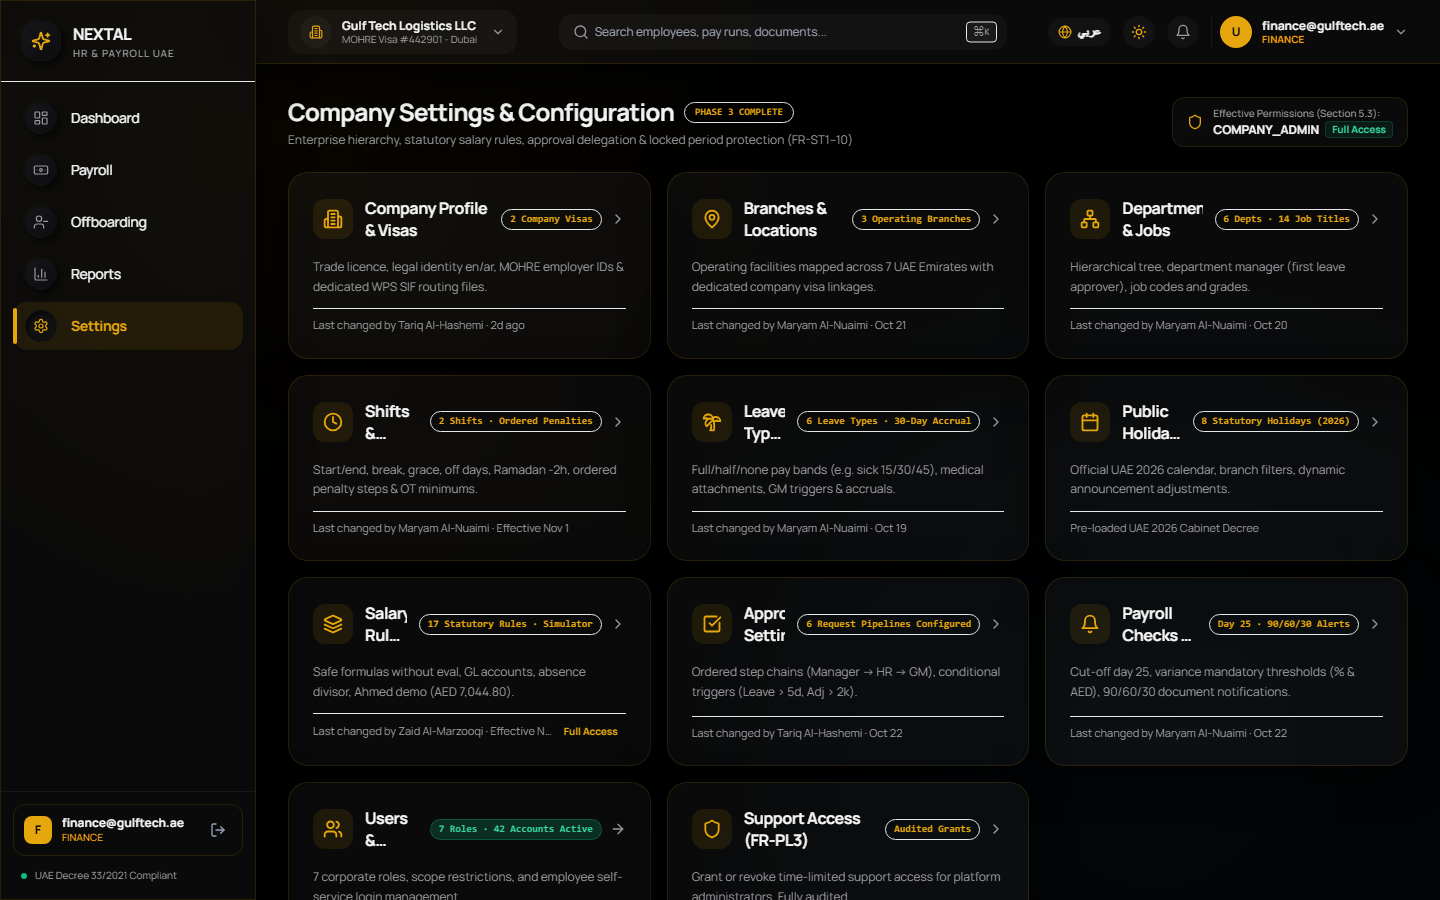 NEXTAL
HR & PAYROLL UAE
Dashboard
Payroll
Offboarding
Reports
Settings
finance@gulftech.ae
F
FINANCE
UAE Decree 33/2021 Compliant
Gulf Tech Logistics LLC
MOHRE Visa #442901 - Dubai
Search employees, pay runs, documents...
⌘K
عربي
U
finance@gulftech.ae
FINANCE
Company Settings & Configuration
PHASE 3 COMPLETE
Enterprise hierarchy, statutory salary rules, approval delegation & locked period protection (FR-ST1–10)
Effective Permissions (Section 5.3):
COMPANY_ADMIN Full Access
Company Profile
& Visas
2 Company Visas
Trade licence, legal identity en/ar, MOHRE employer IDs &
dedicated WPS SIF routing files.
Last changed by Tariq Al-Hashemi · 2d ago
Branches &
Locations
3 Operating Branches
Operating facilities mapped across 7 UAE Emirates with
dedicated company visa linkages.
Last changed by Maryam Al-Nuaimi · Oct 21
Departmen
& Jobs
6 Depts · 14 Job Titles
Hierarchical tree, department manager (first leave
approver), job codes and grades.
Last changed by Maryam Al-Nuaimi · Oct 20
Shifts
&...
2 Shifts · Ordered Penalties
Start/end, break, grace, off days, Ramadan -2h, ordered
penalty steps & OT minimums.
Last changed by Maryam Al-Nuaimi · Effective Nov 1
Leave
Typ...
6 Leave Types · 30-Day Accrual
Full/half/none pay bands (e.g. sick 15/30/45), medical
attachments, GM triggers & accruals.
Last changed by Maryam Al-Nuaimi · Oct 19
Public
Holida...
8 Statutory Holidays (2026)
Official UAE 2026 calendar, branch filters, dynamic
announcement adjustments.
Pre-loaded UAE 2026 Cabinet Decree
Salary
Rul...
17 Statutory Rules · Simulator
Safe formulas without eval, GL accounts, absence
divisor, Ahmed demo (AED 7,044.80).
Last changed by Zaid Al-Marzooqi · Effective N... Full Access
Appro
Settin
6 Request Pipelines Configured
Ordered step chains (Manager → HR → GM), conditional
triggers (Leave > 5d, Adj > 2k).
Last changed by Tariq Al-Hashemi · Oct 22
Payroll
Checks ...
Day 25 · 90/60/30 Alerts
Cut-off day 25, variance mandatory thresholds (% &
AED), 90/60/30 document notifications.
Last changed by Maryam Al-Nuaimi · Oct 22
Users
&...
7 Roles · 42 Accounts Active
7 corporate roles, scope restrictions, and employee self-
service login management.
Support Access
(FR-PL3)
Audited Grants
Grant or revoke time-limited support access for platform
administrators. Fully audited.